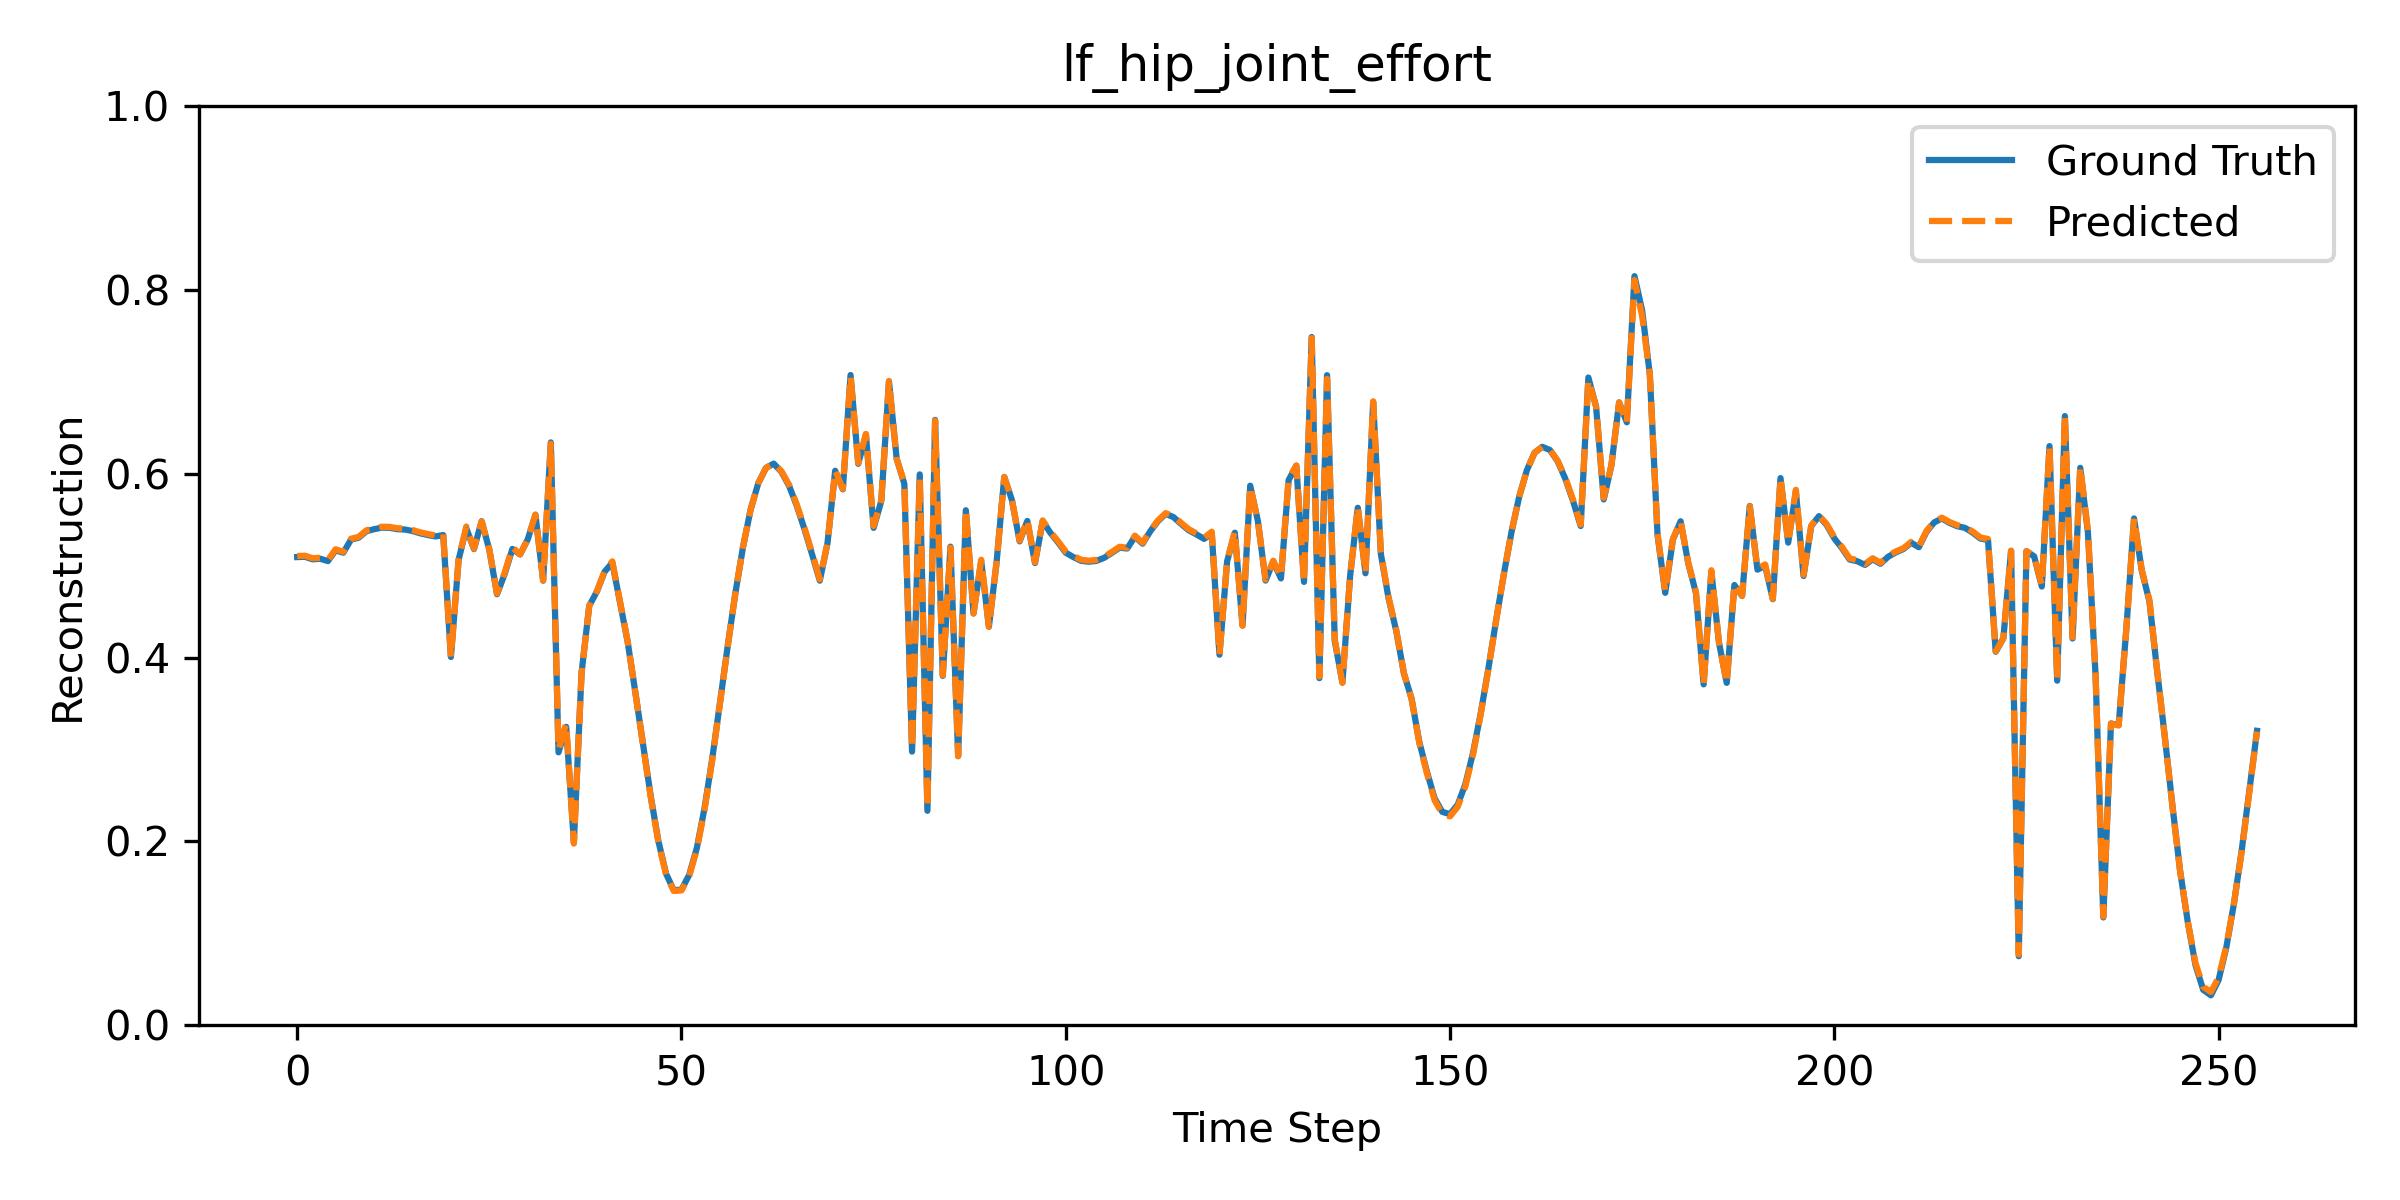 lf_hip_joint_effort
1.0
0.8
0.6
0.4
0.2
0.0
Reconstruction
Ground Truth
Predicted
0 50 100 150 200 250
Time Step